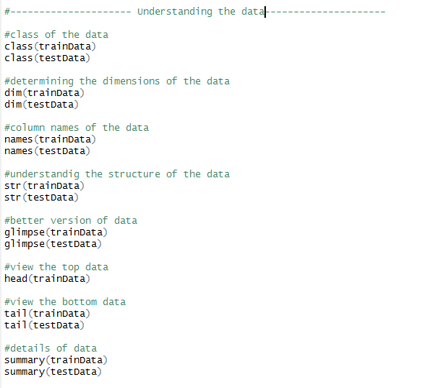 #-------------------- Understanding the data--------------------
#class of the data
class(trainData)
class(testData)
#determining the dimensions of the data
dim(trainData)
dim(testData)
#column names of the data
names(trainData)
names(testData)
#understandig the structure of the data
str(trainData)
str(testData)
#better version of data
glimpse(trainData)
glimpse(testData)
#view the top data
head(trainData)
#view the bottom data
tail(trainData)
tail(testData)
#details of data
summary(trainData)
summary(testData)